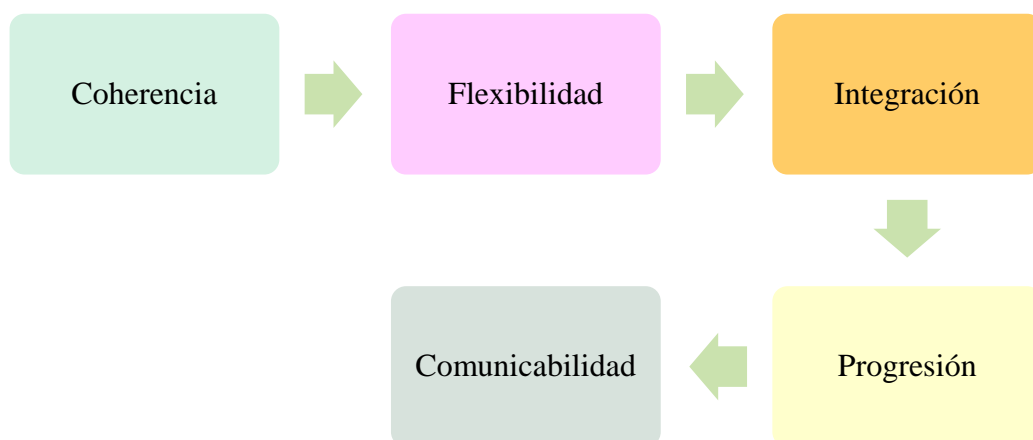 Coherencia
Flexibilidad
Integración
Progresión
Comunicabilidad